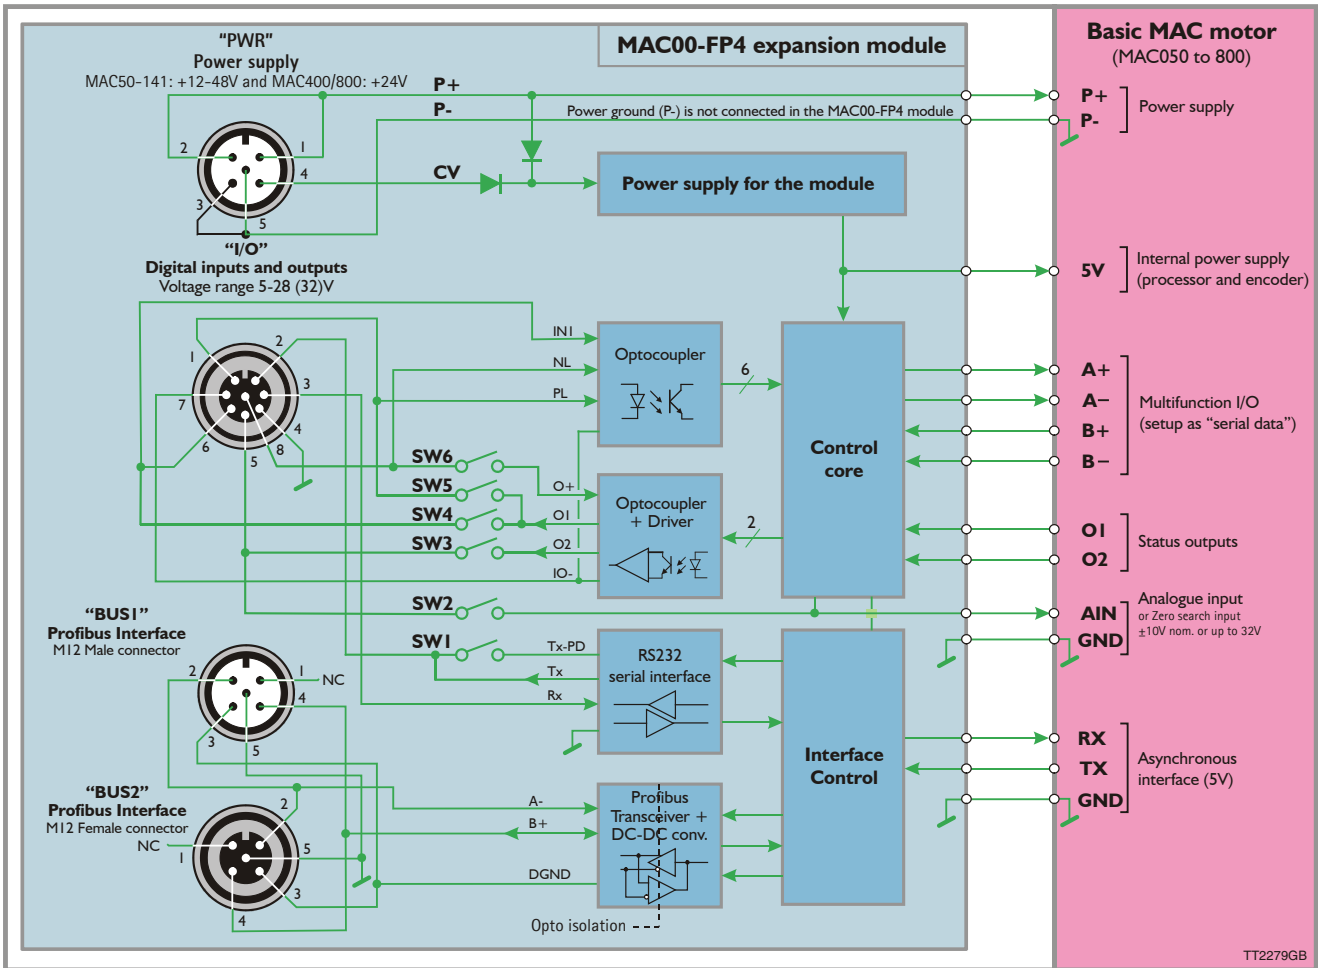 "PWR"
Power supply
MAC50-141: +12-48V and MAC400/800: +24V
MAC00-FP4 expansion module
Basic MAC motor
(MAC050 to 800)
P+
P-
Power ground (P-) is not connected in the MAC00-FP4 module
P+
P-
Power supply
2
1
4
3
5
CV
Power supply for the module
"I/O"
Digital inputs and outputs
Voltage range 5-28 (32)V
5V
Internal power supply
(processor and encoder)
1
2
3
7
4
6
8
5
IN1
NL
PL
Optocoupler
6
Control
core
A+
A−
B+
B−
Multifunction I/O
(setup as "serial data")
SW6
SW5
SW4
SW3
O+
O1
O2
IO-
Optocoupler
+ Driver
2
O1
O2
Status outputs
SW2
AIN
GND
Analogue input
or Zero search input
±10V nom. or up to 32V
"BUS1"
Profibus Interface
M12 Male connector
SW1
Tx-PD
Tx
Rx
RS232
serial interface
2
1
NC
4
3
5
Interface
Control
RX
TX
GND
Asynchronous
interface (5V)
"BUS2"
Profibus Interface
M12 Female connector
NC
1
2
5
3
4
A-
B+
DGND
Profibus
Transceiver +
DC-DC conv.
Opto isolation
TT2279GB